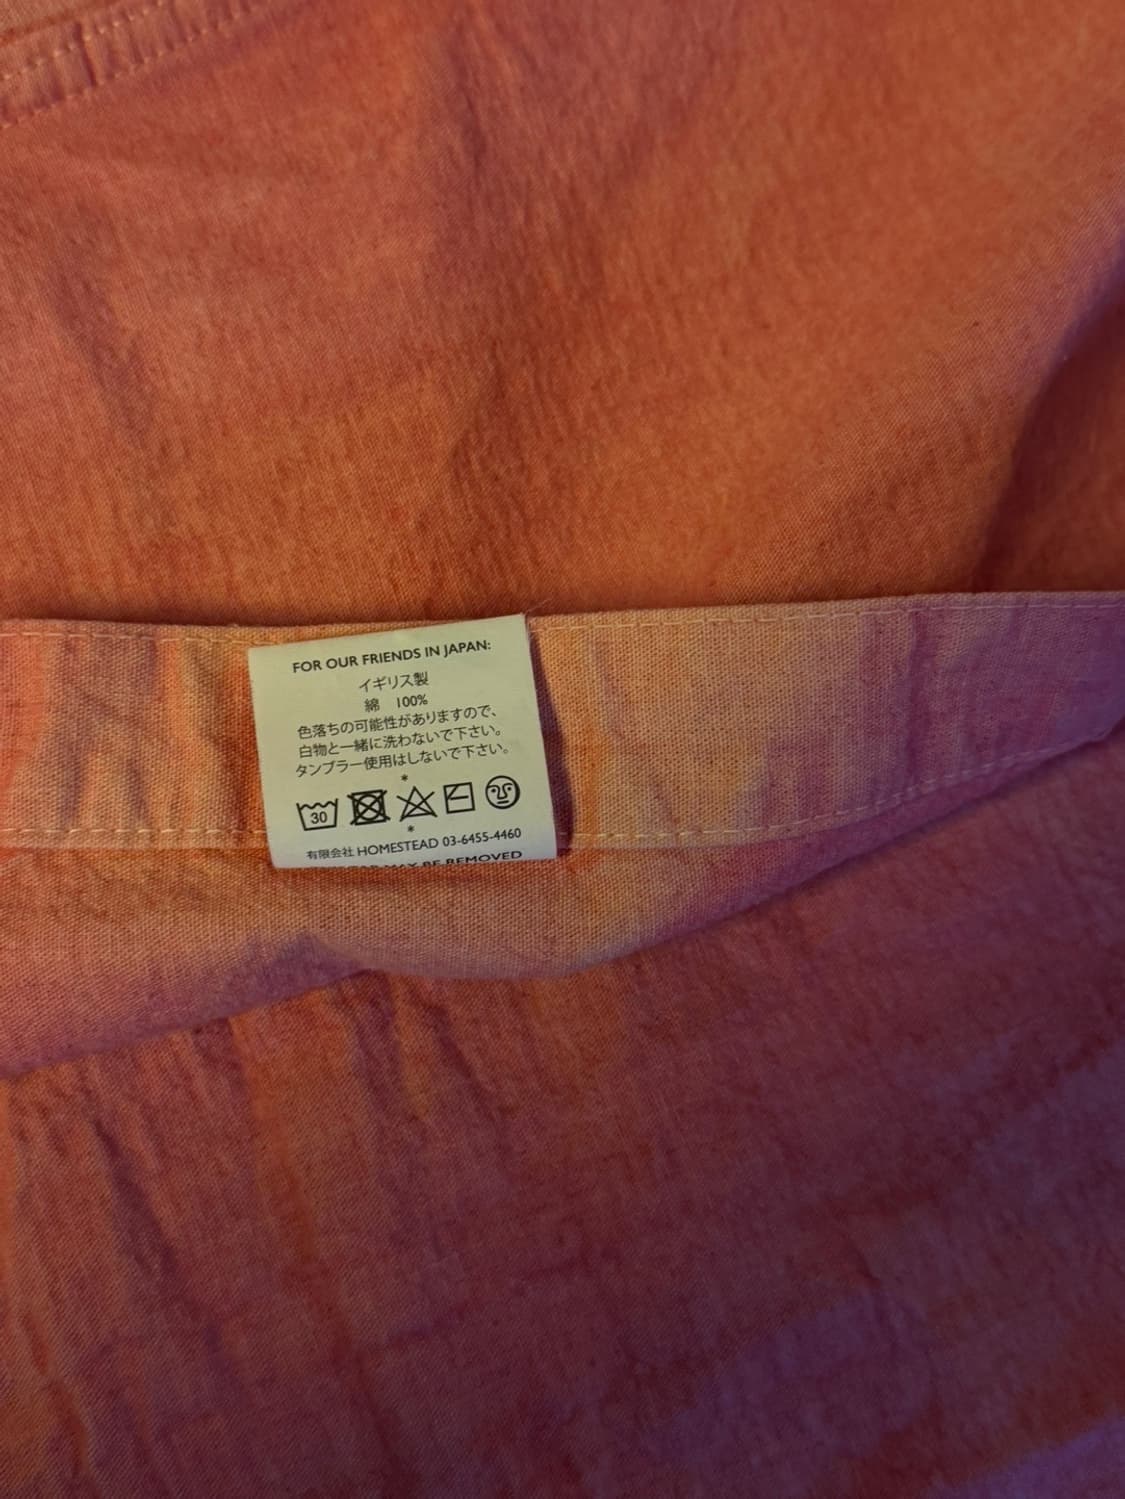 FOR OUR FRIENDS IN JAPAN:
イギリス製
綿 100%
色落ちの可能性がありますので、
白物と一緒に洗わないで下さい。
タンブラー使用はしないで下さい。
30
有限会社 HOMESTEAD 03-6455-4460
MAY BE REMOVED